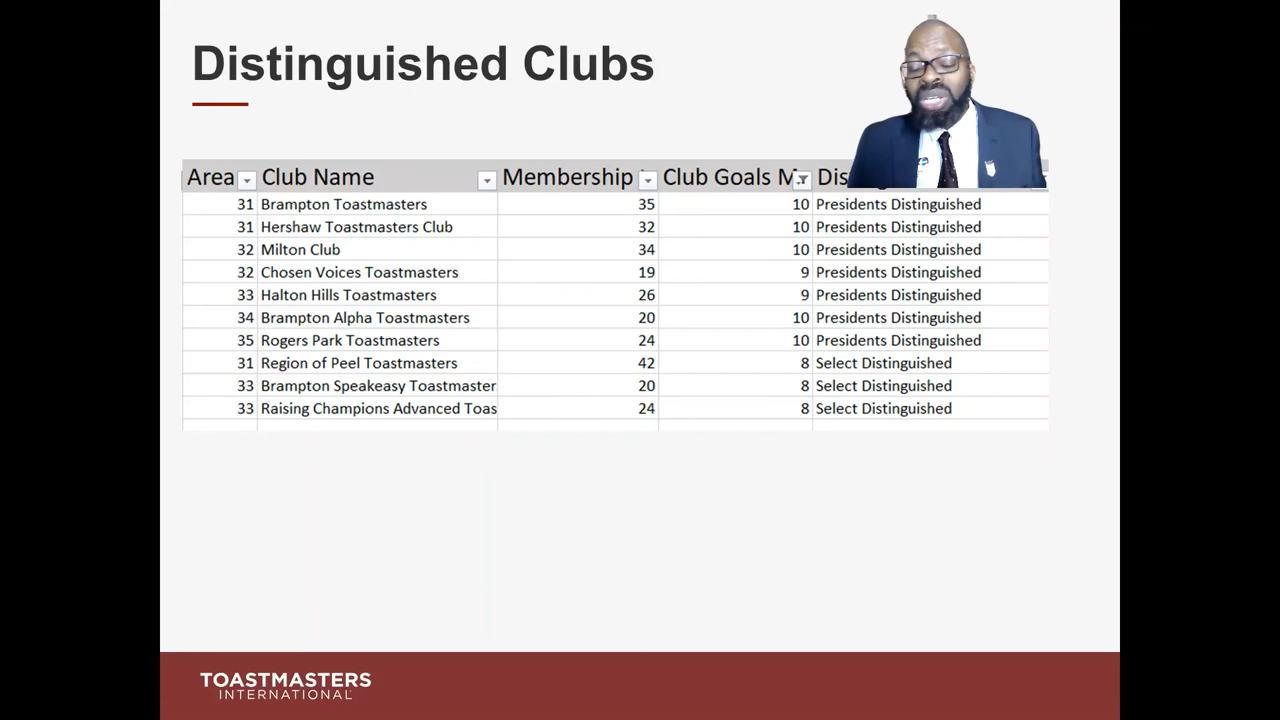 Distinguished Clubs
Area Club Name Membership Club Goals M Dis
31 Brampton Toastmasters 35 10 Presidents Distinguished
31 Hershaw Toastmasters Club 32 10 Presidents Distinguished
32 Milton Club 34 10 Presidents Distinguished
32 Chosen Voices Toastmasters 19 9 Presidents Distinguished
33 Halton Hills Toastmasters 26 9 Presidents Distinguished
34 Brampton Alpha Toastmasters 20 10 Presidents Distinguished
35 Rogers Park Toastmasters 24 10 Presidents Distinguished
31 Region of Peel Toastmasters 42 8 Select Distinguished
33 Brampton Speakeasy Toastmaster 20 8 Select Distinguished
33 Raising Champions Advanced Toas 24 8 Select Distinguished
TOASTMASTERS
INTERNATIONAL